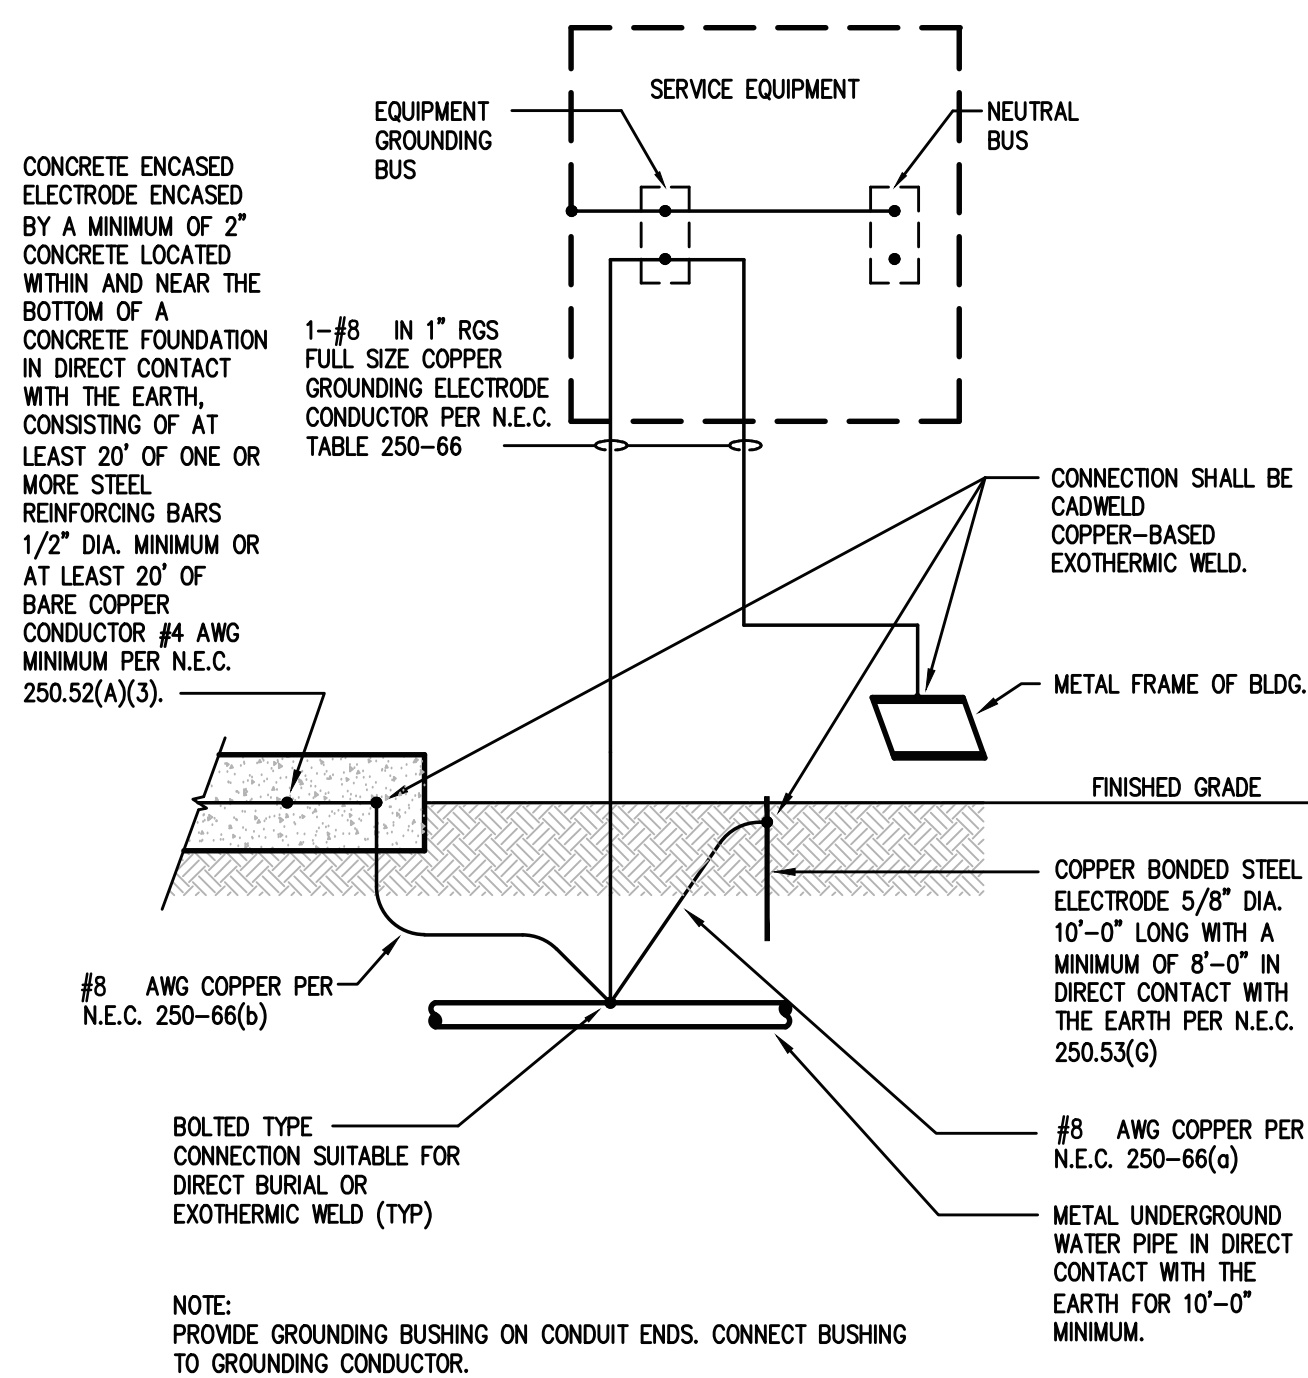 SERVICE EQUIPMENT
EQUIPMENT
GROUNDING
BUS
NEUTRAL
BUS
CONCRETE ENCASED
ELECTRODE ENCASED
BY A MINIMUM OF 2"
CONCRETE LOCATED
WITHIN AND NEAR THE
BOTTOM OF A
CONCRETE FOUNDATION
IN DIRECT CONTACT
WITH THE EARTH,
CONSISTING OF AT
LEAST 20' OF ONE OR
MORE STEEL
REINFORCING BARS
1/2" DIA. MINIMUM OR
AT LEAST 20' OF
BARE COPPER
CONDUCTOR #4 AWG
MINIMUM PER N.E.C.
250.52(A)(3).
1-#8 IN 1" RGS
FULL SIZE COPPER
GROUNDING ELECTRODE
CONDUCTOR PER N.E.C.
TABLE 250-66
CONNECTION SHALL BE
CADWELD
COPPER-BASED
EXOTHERMIC WELD.
METAL FRAME OF BLDG.
FINISHED GRADE
COPPER BONDED STEEL
ELECTRODE 5/8" DIA.
10'-0" LONG WITH A
MINIMUM OF 8'-0" IN
DIRECT CONTACT WITH
THE EARTH PER N.E.C.
250.53(G)
#8 AWG COPPER PER
N.E.C. 250-66(b)
BOLTED TYPE
CONNECTION SUITABLE FOR
DIRECT BURIAL OR
EXOTHERMIC WELD (TYP)
#8 AWG COPPER PER
N.E.C. 250-66(a)
METAL UNDERGROUND
WATER PIPE IN DIRECT
CONTACT WITH THE
EARTH FOR 10'-0"
MINIMUM.
NOTE:
PROVIDE GROUNDING BUSHING ON CONDUIT ENDS. CONNECT BUSHING
TO GROUNDING CONDUCTOR.